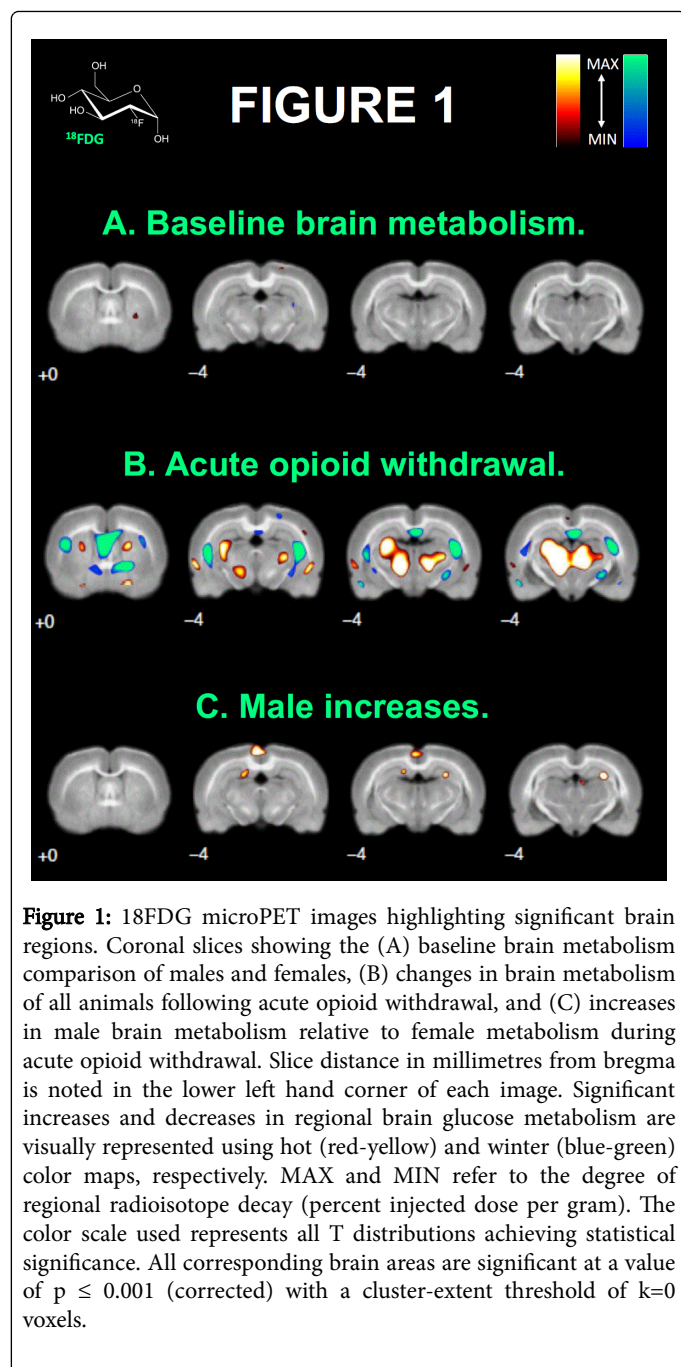 OH
HO
O
HO
18F
OH
18FDG
FIGURE 1
MAX
MIN
A. Baseline brain metabolism.
+0 −4 −4 −4
B. Acute opioid withdrawal.
+0 −4 −4 −4
C. Male increases.
+0 −4 −4 −4
Figure 1: 18FDG microPET images highlighting significant brain
regions. Coronal slices showing the (A) baseline brain metabolism
comparison of males and females, (B) changes in brain metabolism
of all animals following acute opioid withdrawal, and (C) increases
in male brain metabolism relative to female metabolism during
acute opioid withdrawal. Slice distance in millimetres from bregma
is noted in the lower left hand corner of each image. Significant
increases and decreases in regional brain glucose metabolism are
visually represented using hot (red-yellow) and winter (blue-green)
color maps, respectively. MAX and MIN refer to the degree of
regional radioisotope decay (percent injected dose per gram). The
color scale used represents all T distributions achieving statistical
significance. All corresponding brain areas are significant at a value
of p ≤ 0.001 (corrected) with a cluster-extent threshold of k=0
voxels.